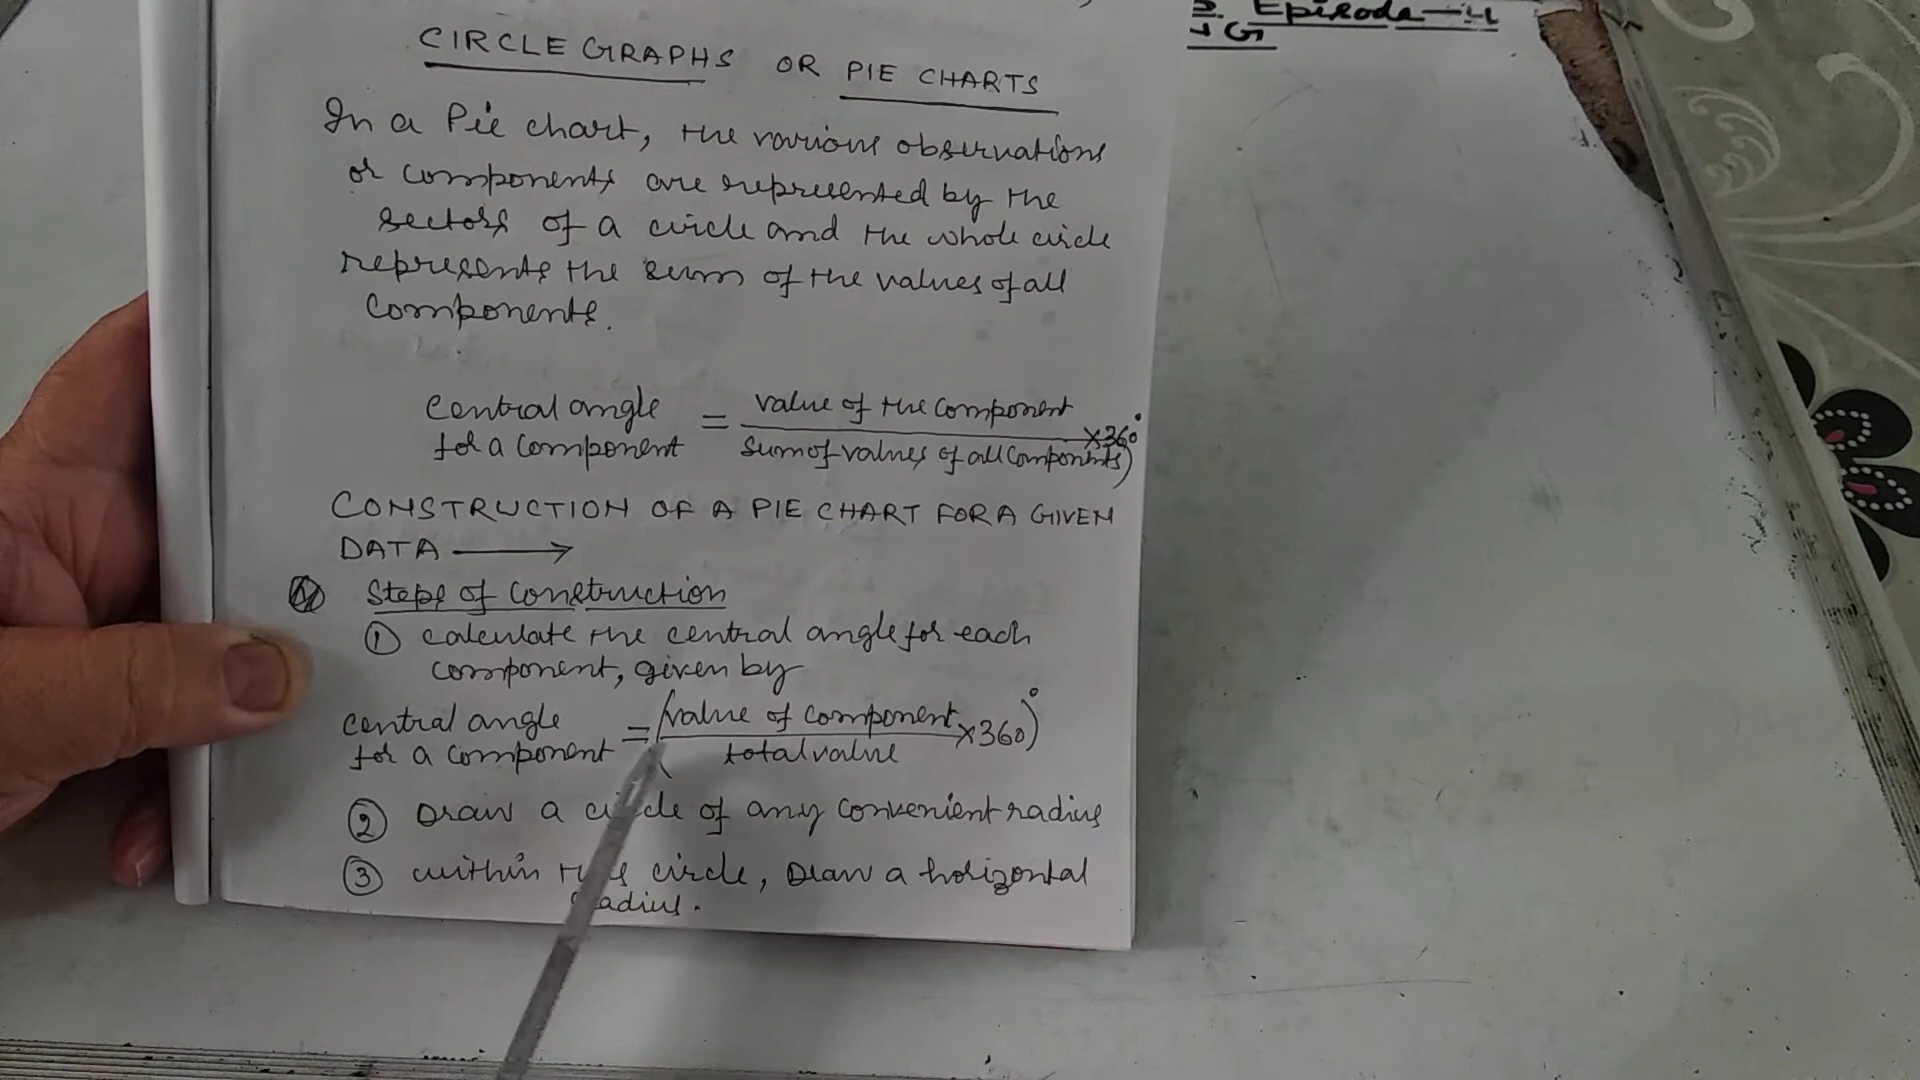 Episode-4
CIRCLE GRAPHS OR PIE CHARTS
In a Pie chart, the various observations
or components are represented by the
sectors of a circle and the whole circle
represents the sum of the values of all
components.
central angle for a component = value of the component / sum of values of all components) ×360°
CONSTRUCTION OF A PIE CHART FOR A GIVEN
DATA →
Steps of construction
① calculate the central angle for each
component, given by
central angle for a component = (value of component / total value ×360)°
② Draw a circle of any convenient radius
③ within this circle, Draw a horizontal
radius.